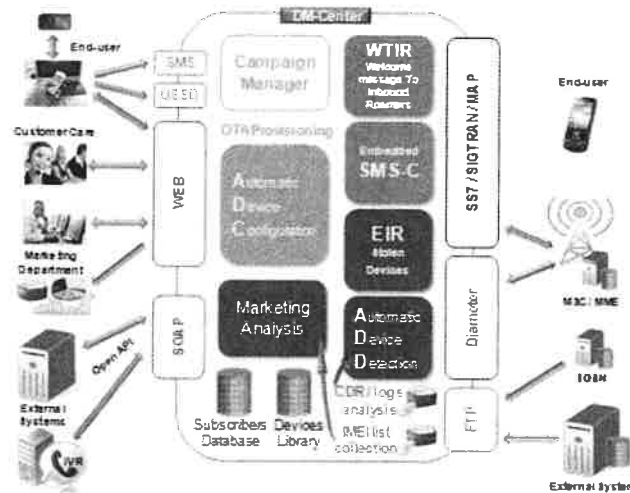 DM-Center
End-user
SMS
USSD
Campaign
Manager
WTIR
Welcome
message To
Inbound
Roamers
SS7 / SIGTRAN / MAP
End-user
Customer Care
OTA Provisioning
Embedded
SMS-C
WEB
Automatic
Device
Configuration
EIR
Stolen
Devices
Marketing
Department
MSC / MME
Marketing
Analysis
Automatic
Device
Detection
Diameter
SOAP
Open API
External
Systems
Subscribers
Database
Devices
Library
CDR / logs
analysis
IMEI list
collection
FTP
IVR
External System